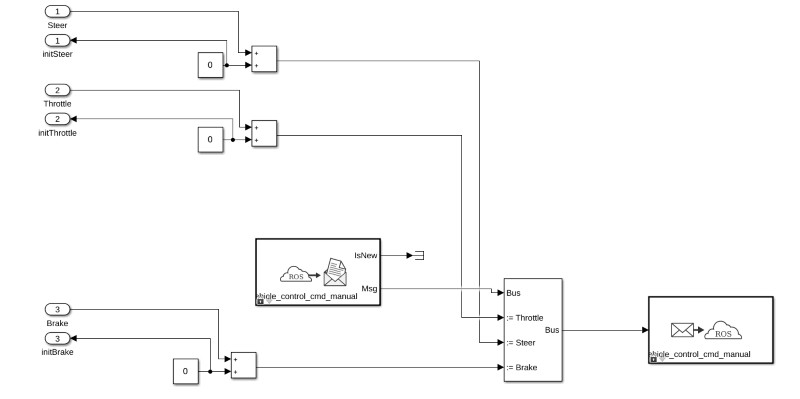 1
Steer
1
initSteer
0
+
+
2
Throttle
2
initThrottle
0
+
+
IsNew
ROS
Msg
ehicle_control_cmd_manual
Bus
:= Throttle
Bus
:= Steer
:= Brake
ROS
ehicle_control_cmd_manual
3
Brake
3
initBrake
0
+
+